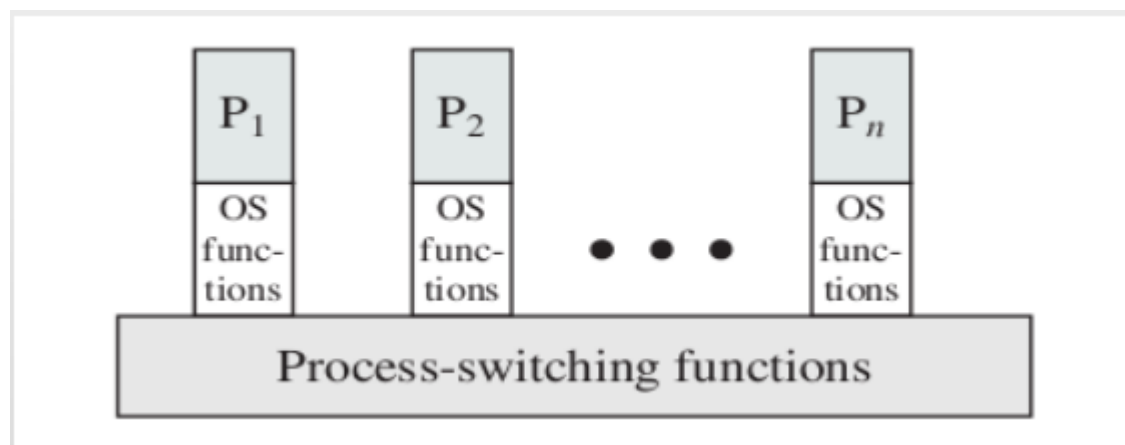 P₁
P₂
Pₙ
OS
func-
tions
OS
func-
tions
OS
func-
tions
Process-switching functions